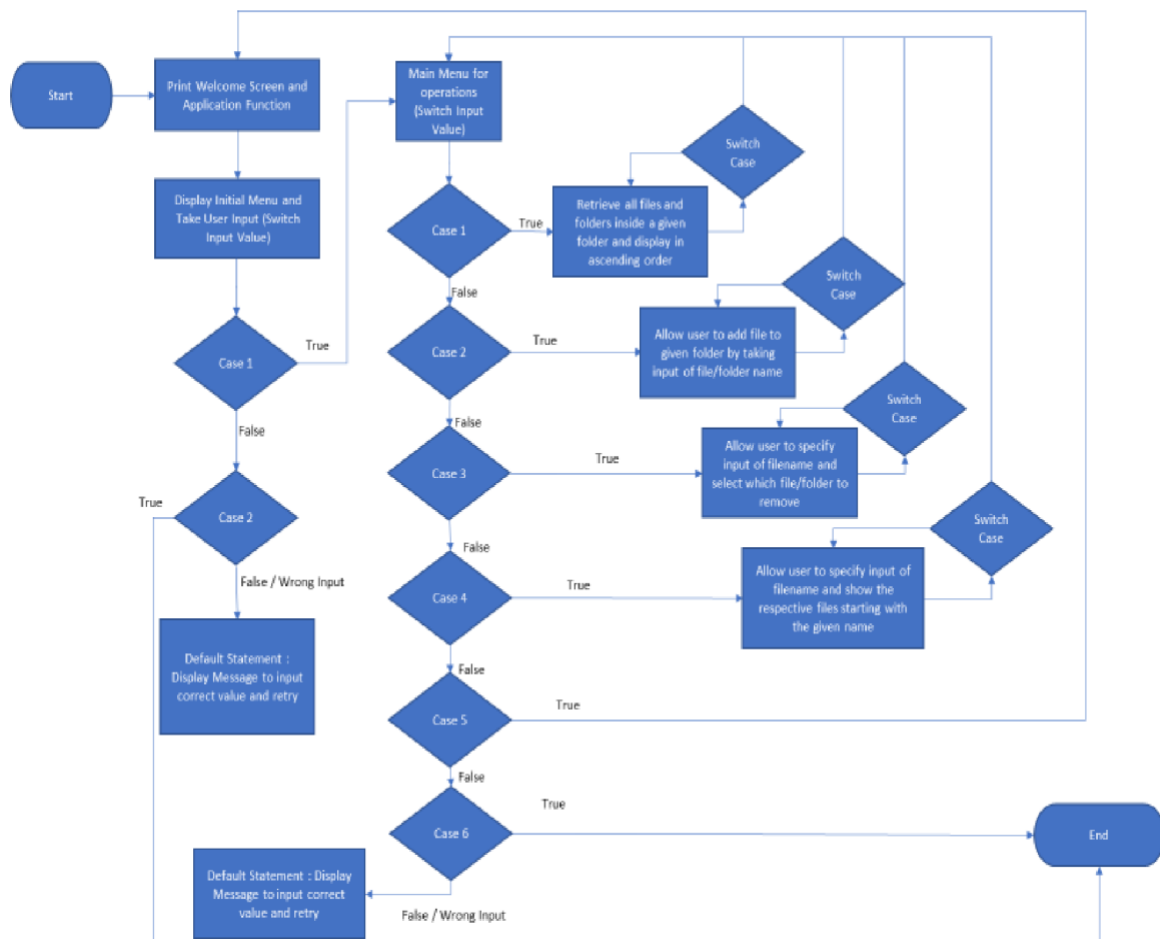 Start
Print Welcome Screen and
Application Function
Display Initial Menu and
Take User Input (Switch
Input Value)
Case 1
True
False
Case 2
True
False / Wrong Input
Default Statement :
Display Message to input
correct value and retry
Main Menu for
operations
(Switch Input
Value)
Case 1
True
Retrieve all files and
folders inside a given
folder and display in
ascending order
Switch
Case
False
Case 2
True
Allow user to add file to
given folder by taking
input of file/folder name
Switch
Case
False
Case 3
True
Allow user to specify
input of filename and
select which file/folder to
remove
Switch
Case
False
Case 4
True
Allow user to specify input of
filename and show the
respective files starting with
the given name
Switch
Case
False
Case 5
True
False
Case 6
True
End
False / Wrong Input
Default Statement : Display
Message to input correct
value and retry